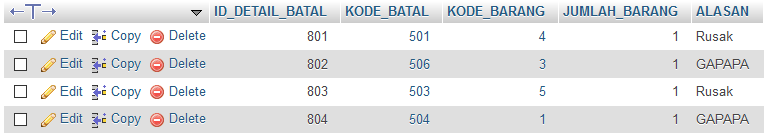 ID_DETAIL_BATAL KODE_BATAL KODE_BARANG JUMLAH_BARANG ALASAN
Edit Copy Delete 801 501 4 1 Rusak
Edit Copy Delete 802 506 3 1 GAPAPA
Edit Copy Delete 803 503 5 1 Rusak
Edit Copy Delete 804 504 1 1 GAPAPA